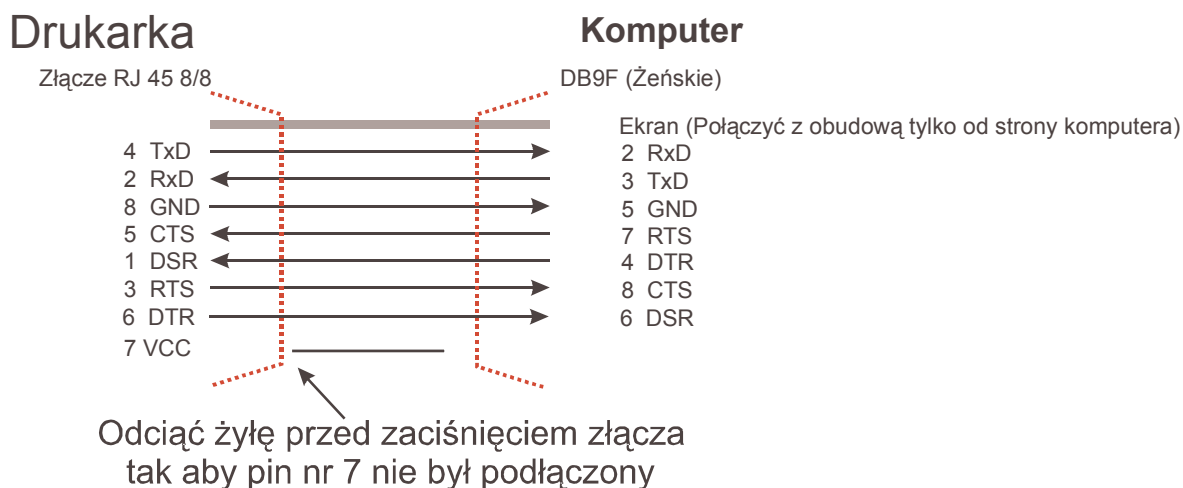 Drukarka
Komputer
Złącze RJ 45 8/8
DB9F (Żeńskie)
Ekran (Połączyć z obudową tylko od strony komputera)
4 TxD
2 RxD
2 RxD
3 TxD
8 GND
5 GND
5 CTS
7 RTS
1 DSR
4 DTR
3 RTS
8 CTS
6 DTR
6 DSR
7 VCC
Odciąć żyłę przed zaciśnięciem złącza
tak aby pin nr 7 nie był podłączony